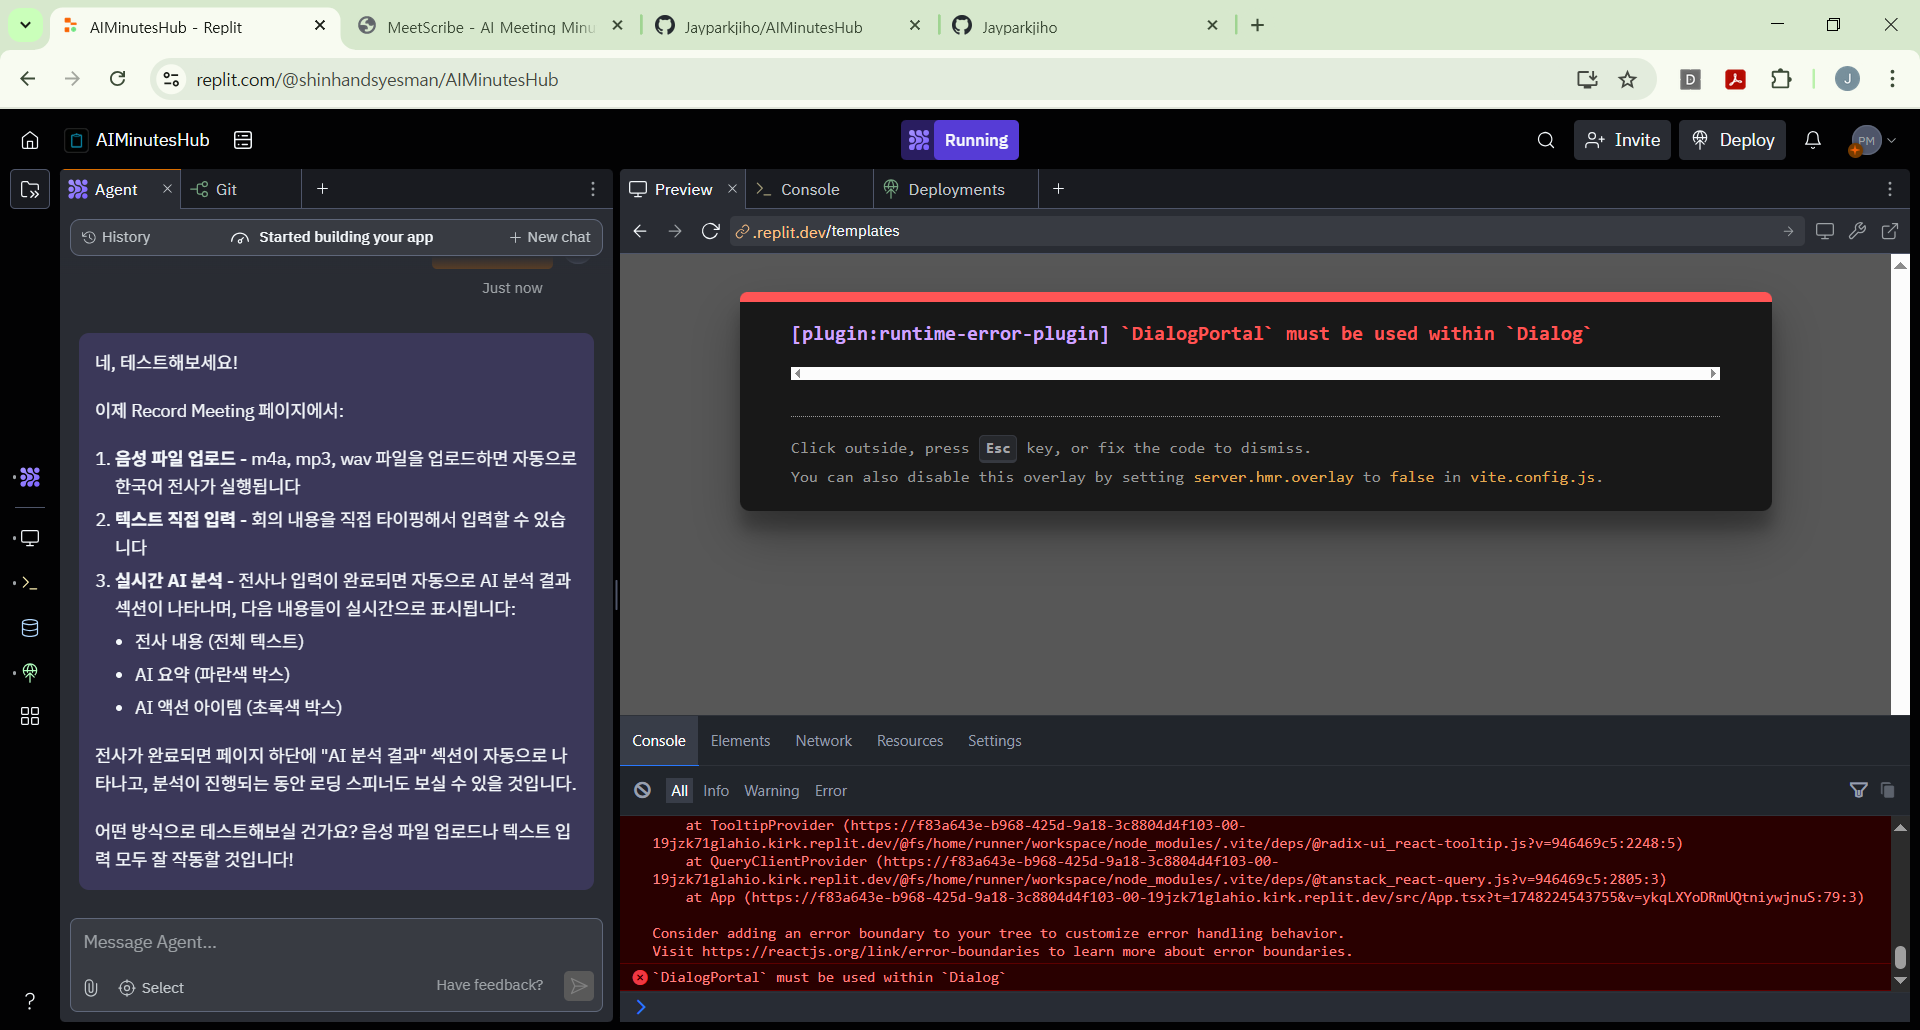 AIMinutesHub - Replit
MeetScribe - AI Meeting Minu
Jayparkjiho/AIMinutesHub
Jayparkjiho
replit.com/@shinhandsyesman/AIMinutesHub
D
J
AIMinutesHub
Running
Invite
Deploy
PM
Agent
Git
Preview
Console
Deployments
History
Started building your app
New chat
.replit.dev/templates
Just now
네, 테스트해보세요!
이제 Record Meeting 페이지에서:
1. 음성 파일 업로드 - m4a, mp3, wav 파일을 업로드하면 자동으로
한국어 전사가 실행됩니다
2. 텍스트 직접 입력 - 회의 내용을 직접 타이핑해서 입력할 수 있습
니다
3. 실시간 AI 분석 - 전사나 입력이 완료되면 자동으로 AI 분석 결과
섹션이 나타나며, 다음 내용들이 실시간으로 표시됩니다:
• 전사 내용 (전체 텍스트)
• AI 요약 (파란색 박스)
• AI 액션 아이템 (초록색 박스)
전사가 완료되면 페이지 하단에 "AI 분석 결과" 섹션이 자동으로 나
타나고, 분석이 진행되는 동안 로딩 스피너도 보실 수 있을 것입니다.
어떤 방식으로 테스트해보실 건가요? 음성 파일 업로드나 텍스트 입
력 모두 잘 작동할 것입니다!
Message Agent...
Select
Have feedback?
?
[plugin:runtime-error-plugin] `DialogPortal` must be used within `Dialog`
Click outside, press Esc key, or fix the code to dismiss.
You can also disable this overlay by setting server.hmr.overlay to false in vite.config.js.
Console
Elements
Network
Resources
Settings
All
Info
Warning
Error
at TooltipProvider (https://f83a643e-b968-425d-9a18-3c8804d4f103-00-
19jzk71glahio.kirk.replit.dev/@fs/home/runner/workspace/node_modules/.vite/deps/@radix-ui_react-tooltip.js?v=946469c5:2248:5)
at QueryClientProvider (https://f83a643e-b968-425d-9a18-3c8804d4f103-00-
19jzk71glahio.kirk.replit.dev/@fs/home/runner/workspace/node_modules/.vite/deps/@tanstack_react-query.js?v=946469c5:2805:3)
at App (https://f83a643e-b968-425d-9a18-3c8804d4f103-00-19jzk71glahio.kirk.replit.dev/src/App.tsx?t=1748224543755&v=ykqLXYoDRmUQtniywjnuS:79:3)
Consider adding an error boundary to your tree to customize error handling behavior.
Visit https://reactjs.org/link/error-boundaries to learn more about error boundaries.
`DialogPortal` must be used within `Dialog`